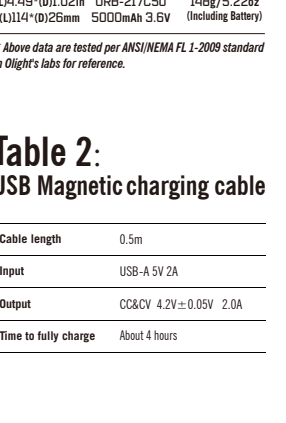 (L)4.49*(D)1.02in ORB-217C50 148g/5.22oz
(L)114*(D)26mm 5000mAh 3.6V (Including Battery)
Above data are tested per ANSI/NEMA FL 1-2009 standard
n Olight's labs for reference.
Table 2:
USB Magnetic charging cable
Cable length 0.5m
Input USB-A 5V 2A
Output CC&CV 4.2V±0.05V 2.0A
Time to fully charge About 4 hours